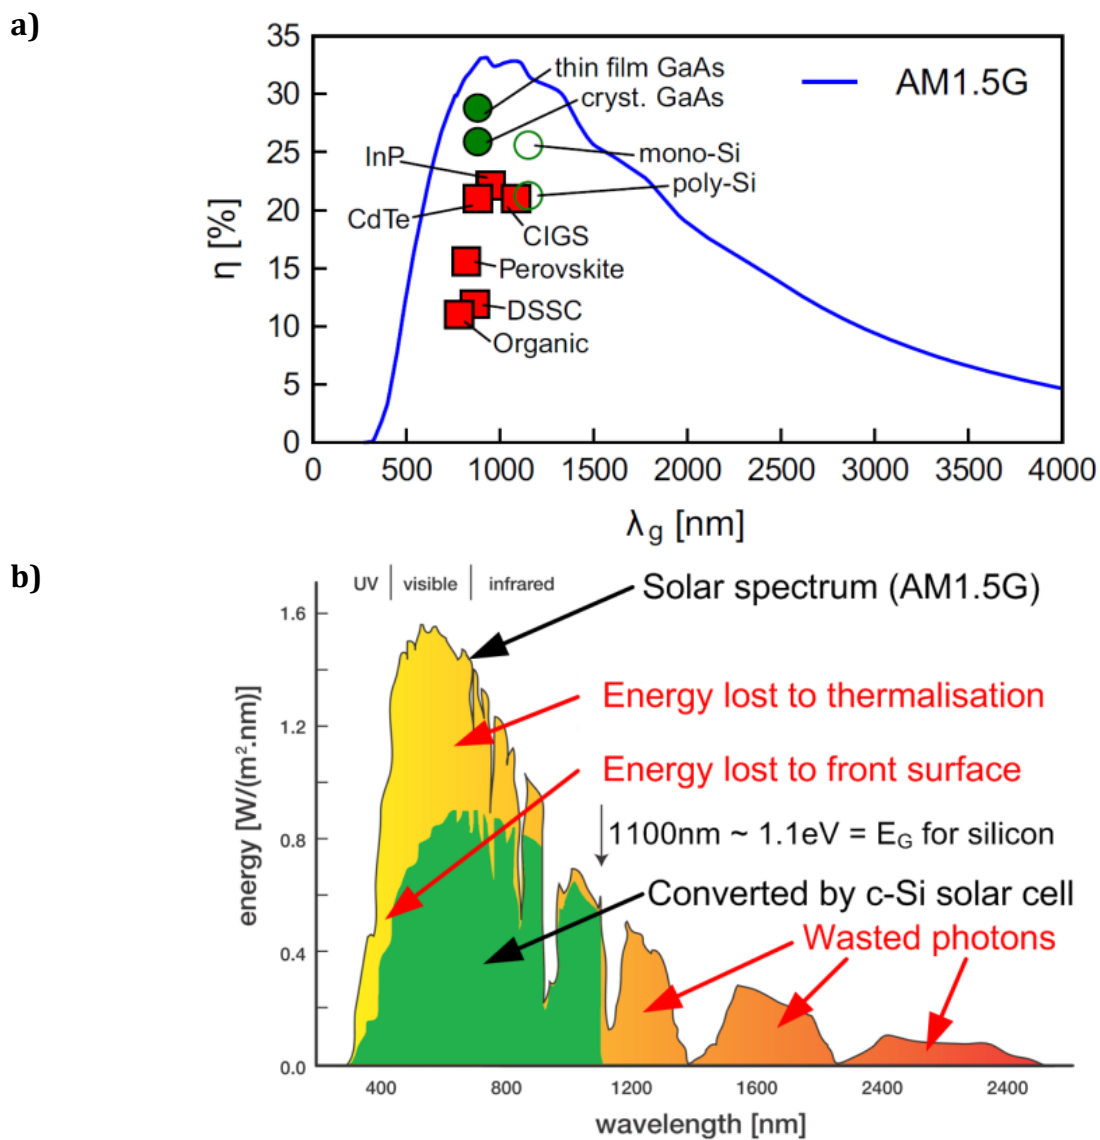 a)
35
30
25
20
15
10
5
0
η [%]
thin film GaAs
cryst. GaAs
AM1.5G
InP
mono-Si
poly-Si
CdTe
CIGS
Perovskite
DSSC
Organic
0 500 1000 1500 2000 2500 3000 3500 4000
λg [nm]
b)
UV visible infrared
Solar spectrum (AM1.5G)
1.6
Energy lost to thermalisation
1.2
Energy lost to front surface
energy [W/(m².nm)]
0.8
1100nm ~ 1.1eV = EG for silicon
Converted by c-Si solar cell
Wasted photons
0.4
0.0
400 800 1200 1600 2400 2400
wavelength [nm]